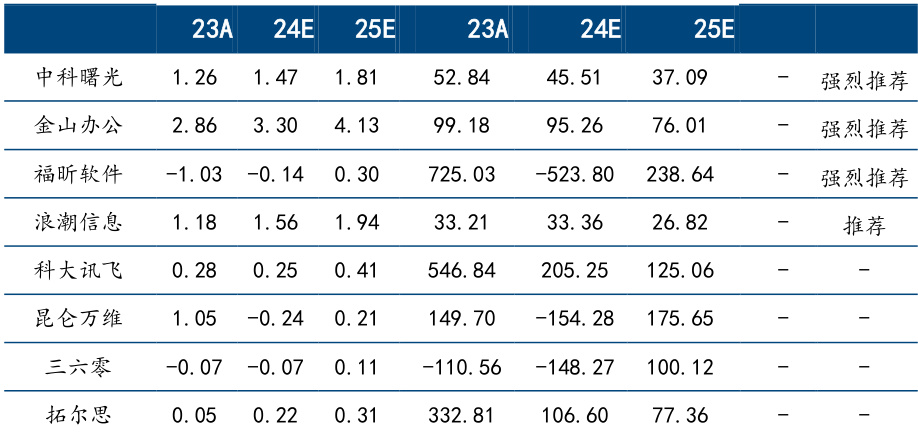 23A 24E 25E 23A 24E 25E
中科曙光 1.26 1.47 1.81 52.84 45.51 37.09 - 强烈推荐
金山办公 2.86 3.30 4.13 99.18 95.26 76.01 - 强烈推荐
福昕软件 -1.03 -0.14 0.30 725.03 -523.80 238.64 - 强烈推荐
浪潮信息 1.18 1.56 1.94 33.21 33.36 26.82 - 推荐
科大讯飞 0.28 0.25 0.41 546.84 205.25 125.06 - -
昆仑万维 1.05 -0.24 0.21 149.70 -154.28 175.65 - -
三六零 -0.07 -0.07 0.11 -110.56 -148.27 100.12 - -
拓尔思 0.05 0.22 0.31 332.81 106.60 77.36 - -